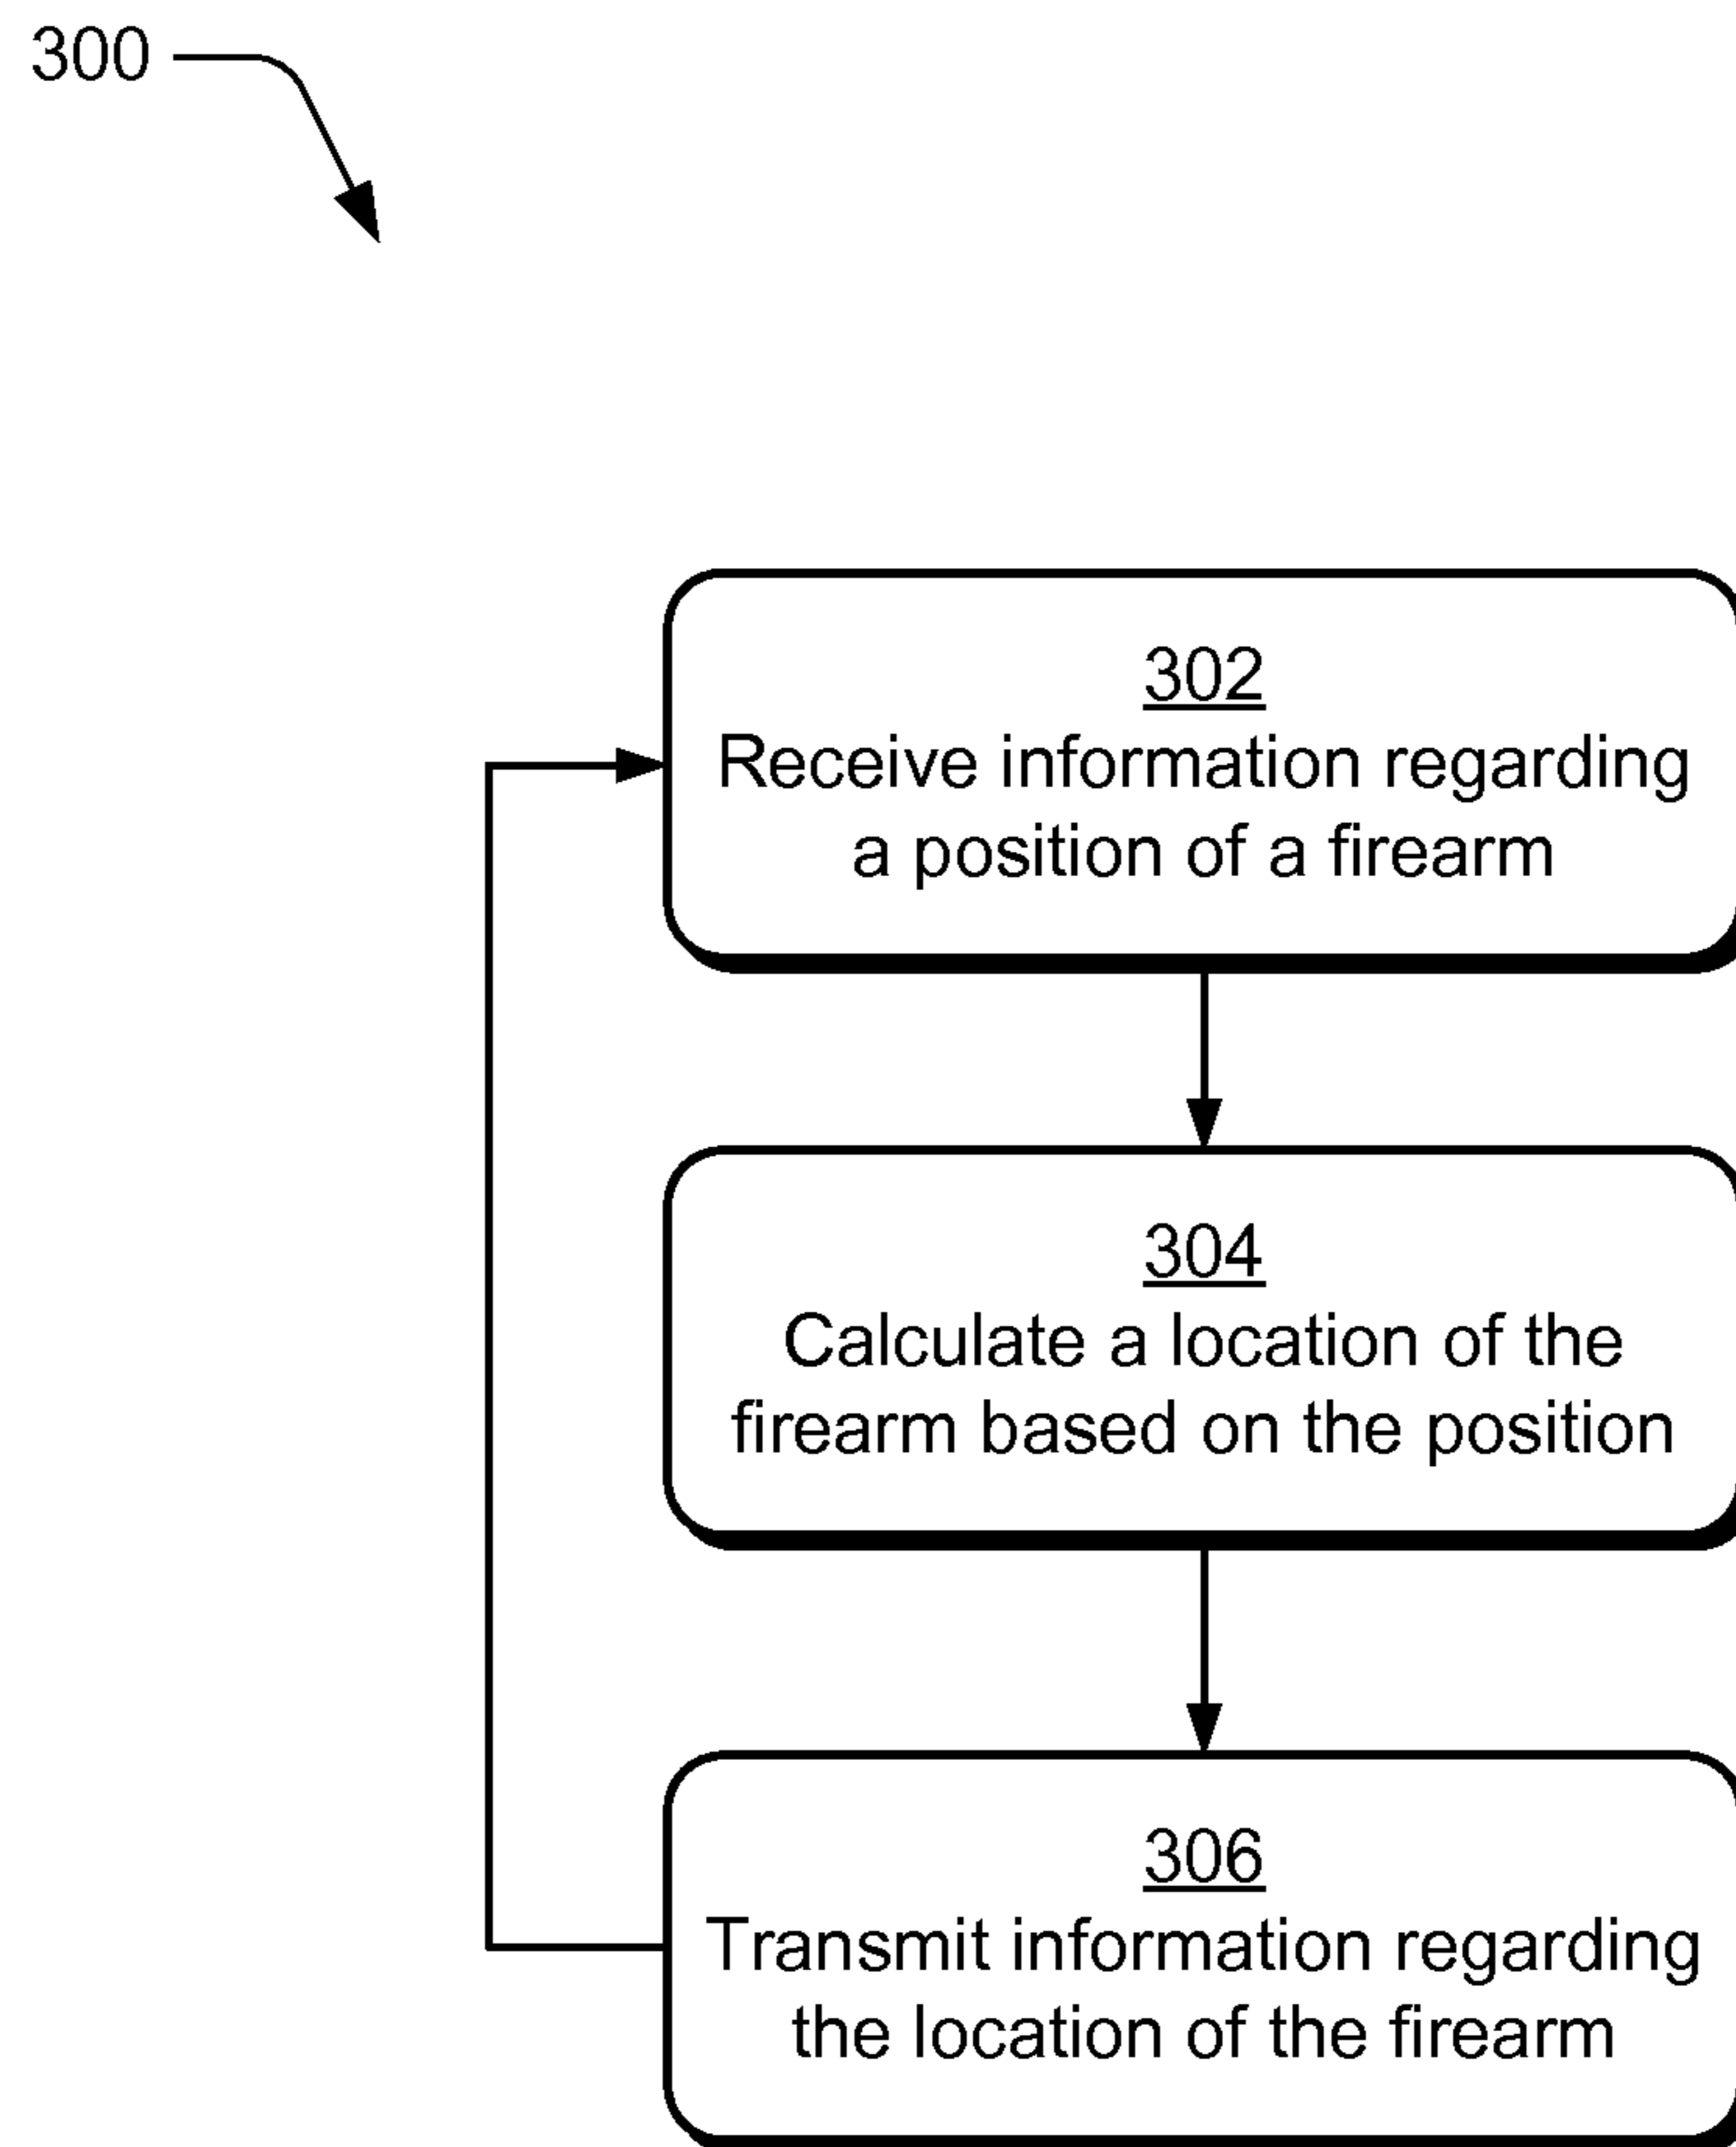 300
302
Receive information regarding
a position of a firearm
304
Calculate a location of the
firearm based on the position
306
Transmit information regarding
the location of the firearm